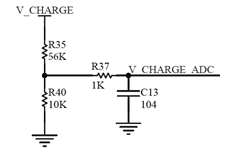 V_CHARGE
R35
56K
R37
V_CHARGE_ADC
R40
10K
1K
C13
104